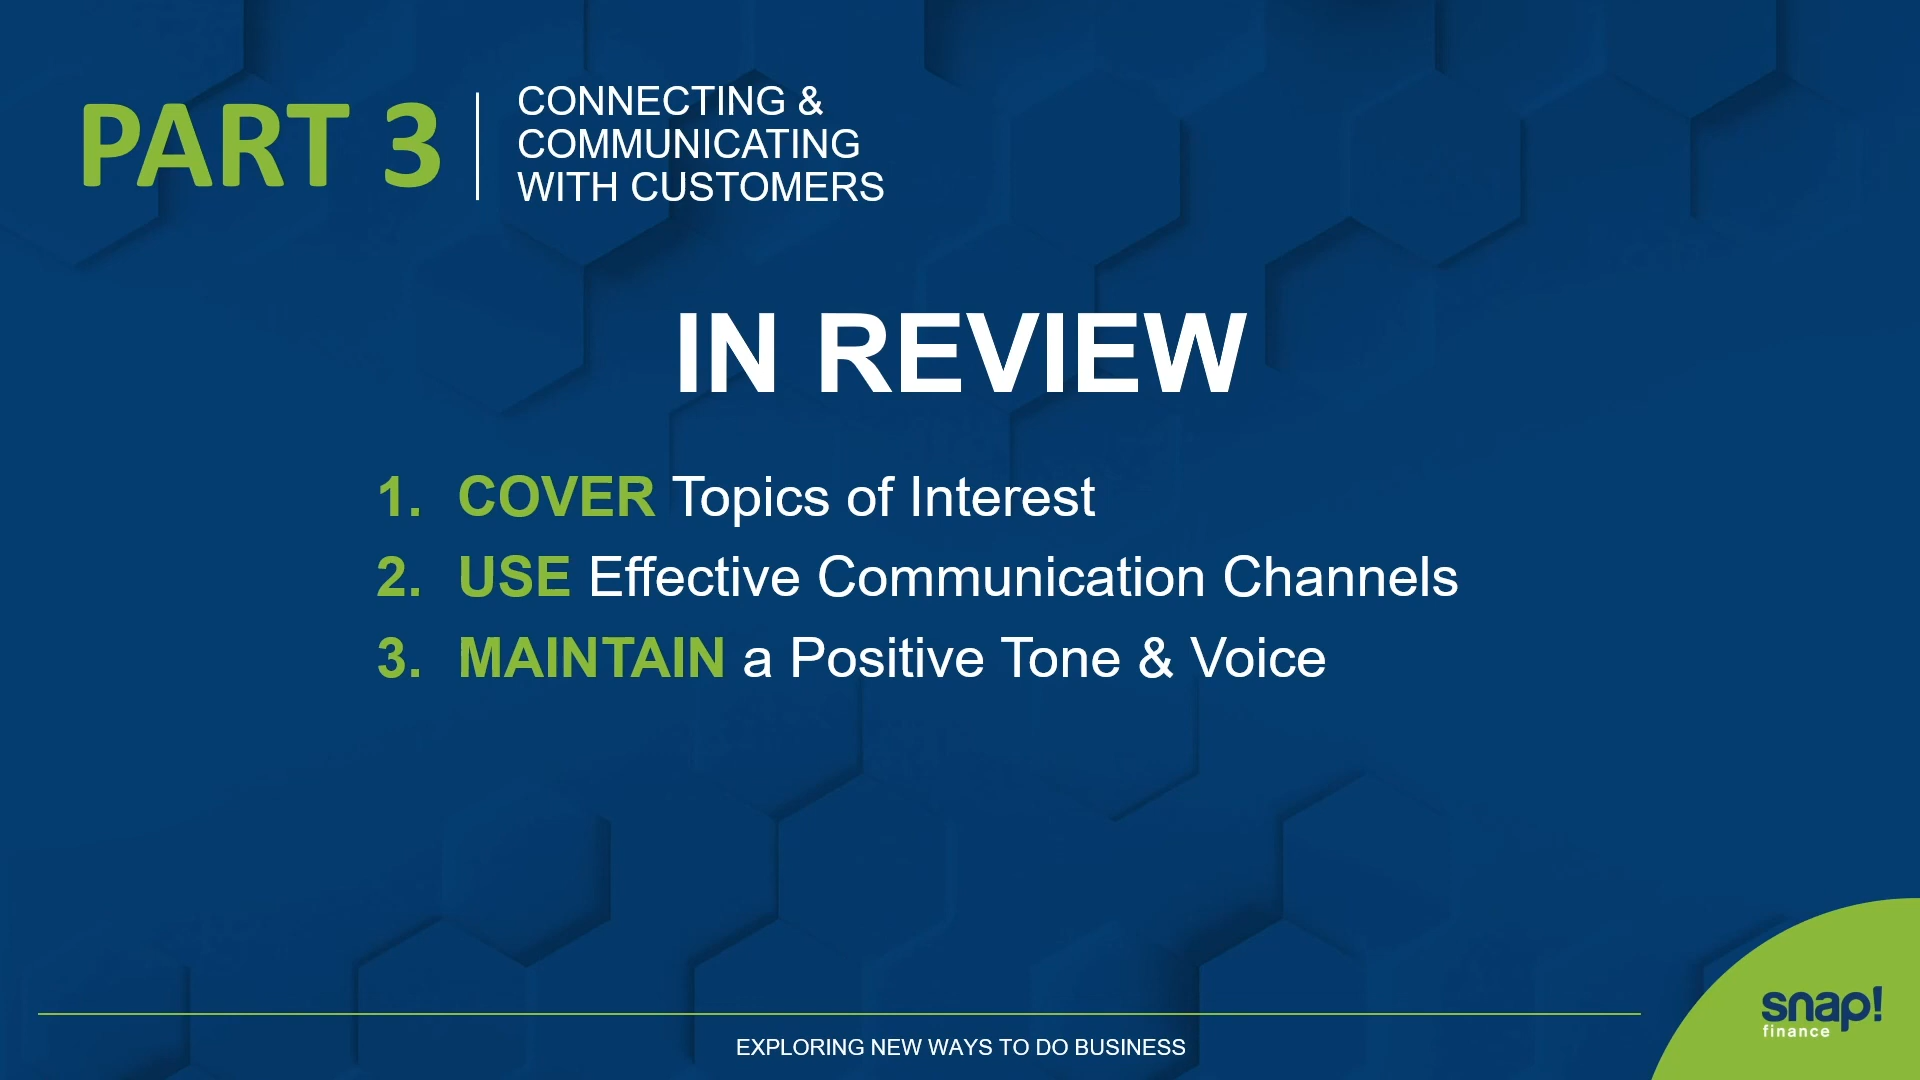 PART 3
CONNECTING &
COMMUNICATING
WITH CUSTOMERS
IN REVIEW
1. COVER Topics of Interest
2. USE Effective Communication Channels
3. MAINTAIN a Positive Tone & Voice
EXPLORING NEW WAYS TO DO BUSINESS
snap!
finance